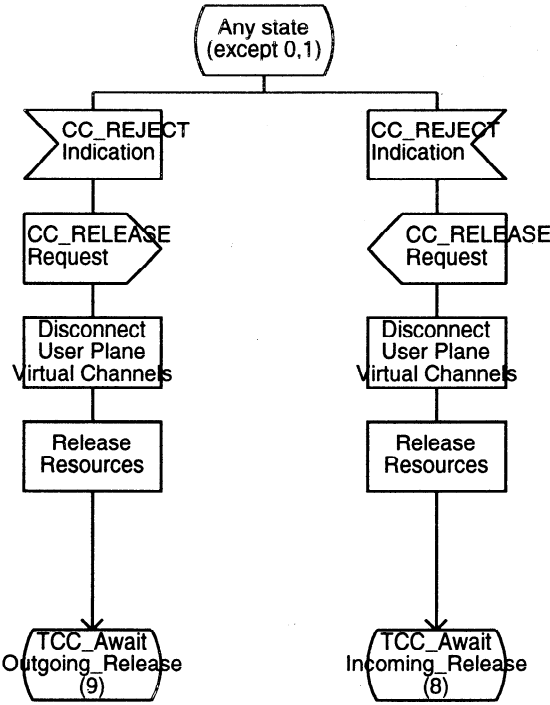 Any state
(except 0,1)
CC_REJECT
Indication
CC_RELEASE
Request
Disconnect
User Plane
Virtual Channels
Release
Resources
TCC_Await
Outgoing_Release
(9)
CC_REJECT
Indication
CC_RELEASE
Request
Disconnect
User Plane
Virtual Channels
Release
Resources
TCC_Await
Incoming_Release
(8)